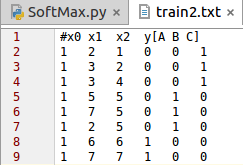 SoftMax.py × train2.txt ×
1 #x0 x1 x2 y[A B C]
2 1 2 1 0 0 1
3 1 3 2 0 0 1
4 1 3 4 0 0 1
5 1 5 5 0 1 0
6 1 7 5 0 1 0
7 1 2 5 0 1 0
8 1 6 6 1 0 0
9 1 7 7 1 0 0